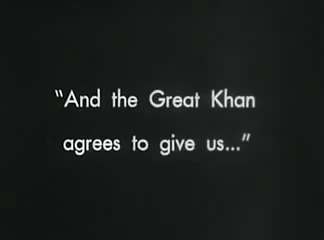 "And the Great Khan
agrees to give us..."